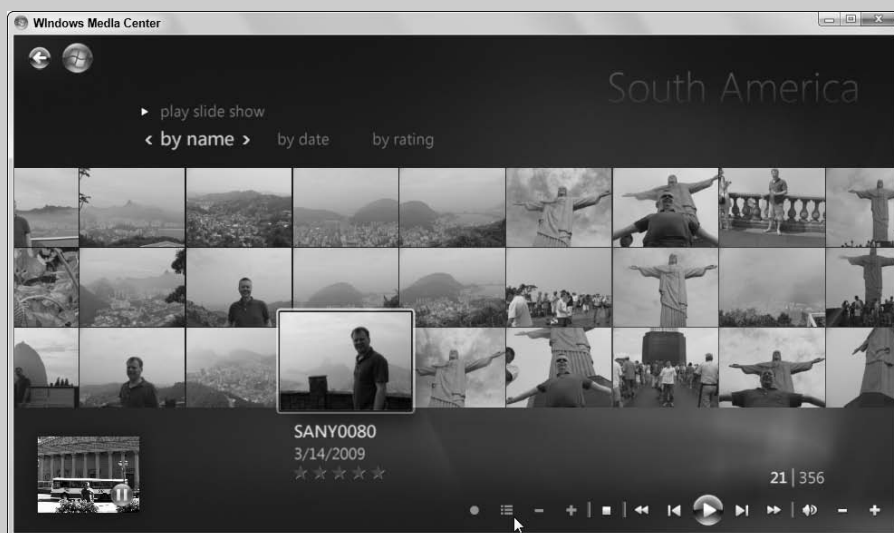 Windows Media Center
South America
play slide show
by name by date by rating
SANY0080
3/14/2009
21 | 356